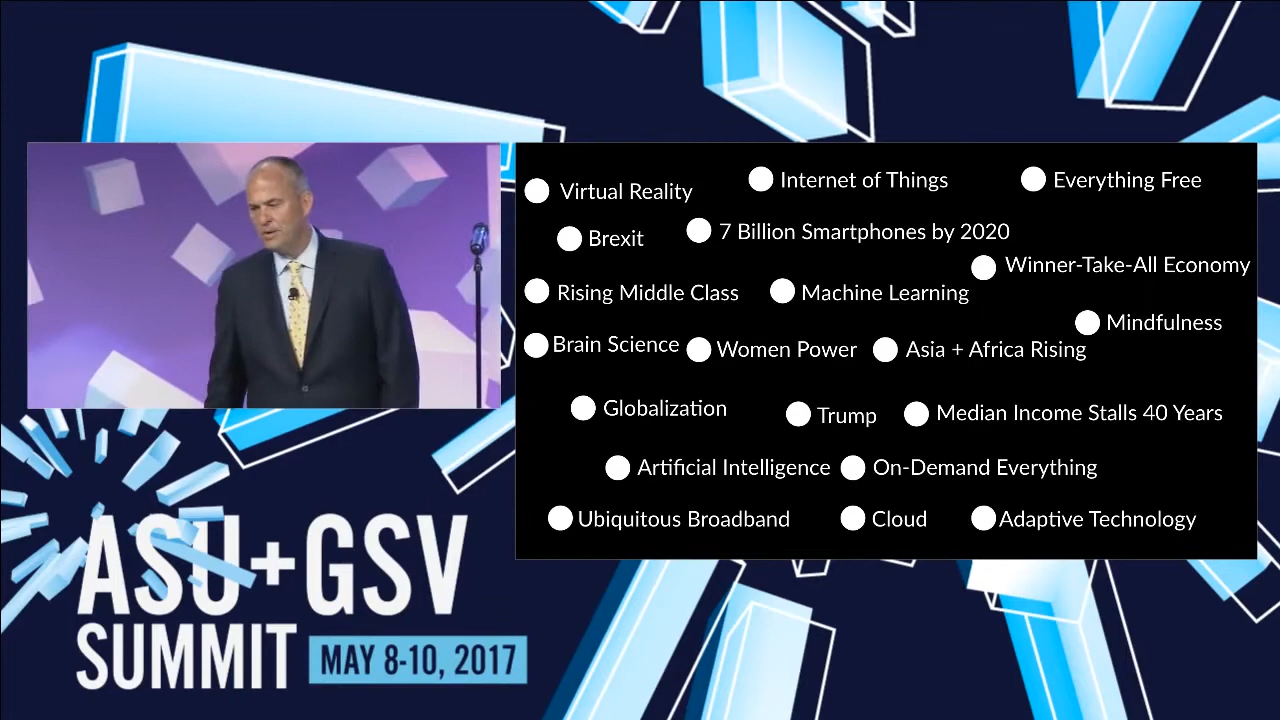 Virtual Reality
Internet of Things
Everything Free
Brexit
7 Billion Smartphones by 2020
Winner-Take-All Economy
Rising Middle Class
Machine Learning
Mindfulness
Brain Science
Women Power
Asia + Africa Rising
Globalization
Trump
Median Income Stalls 40 Years
Artificial Intelligence
On-Demand Everything
Ubiquitous Broadband
Cloud
Adaptive Technology
ASU+GSV
SUMMIT
MAY 8-10, 2017